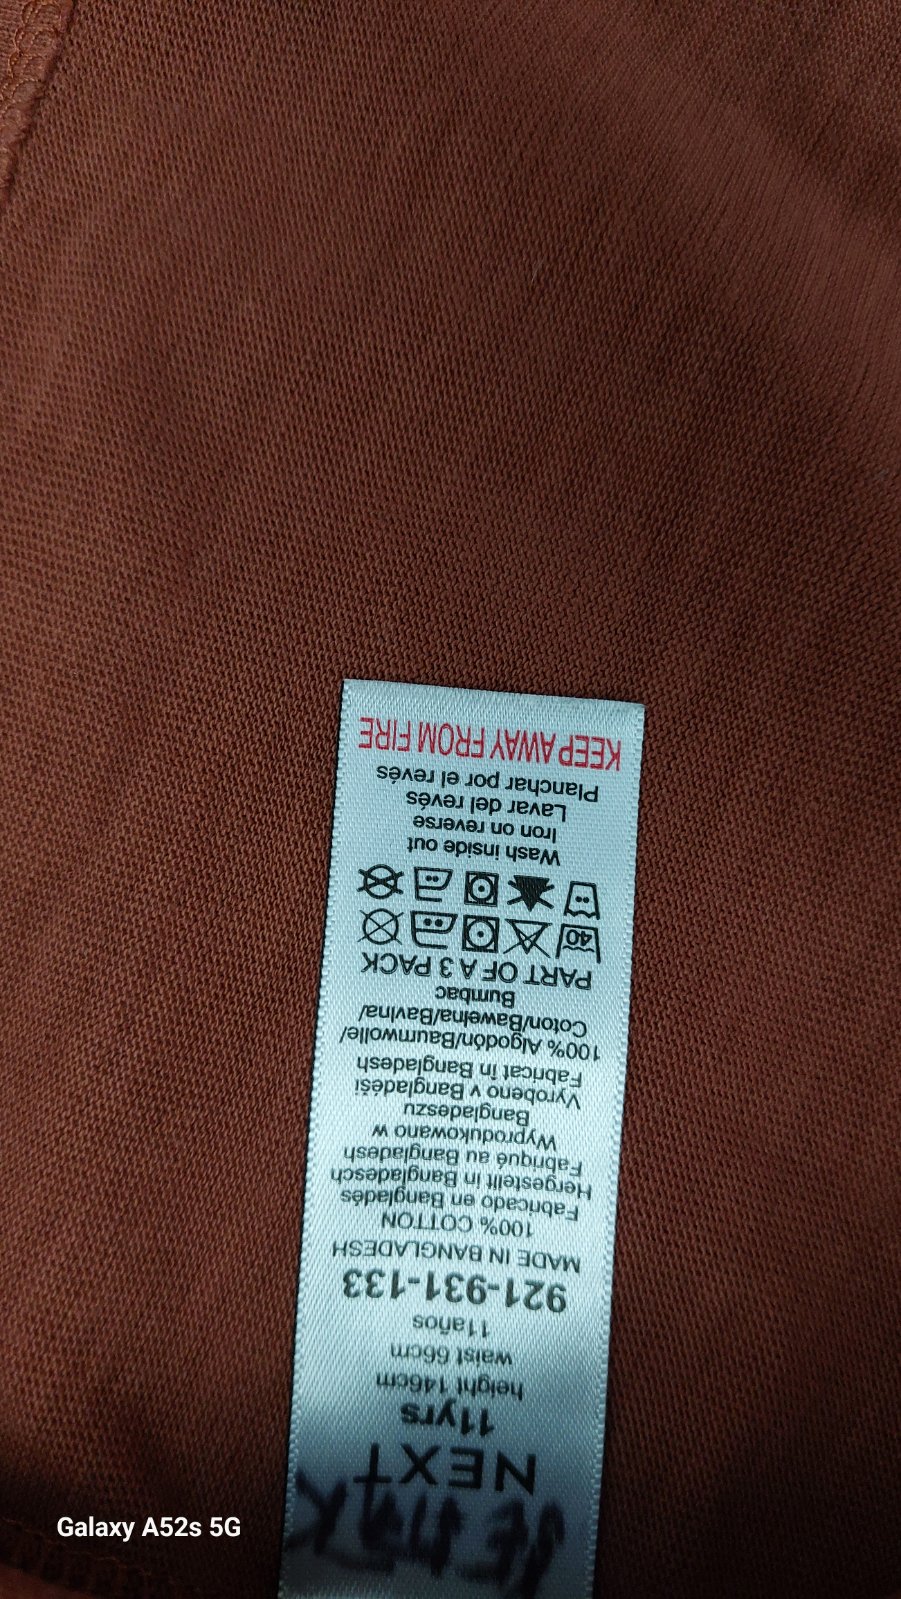 NEXT
11yrs
height 146cm
waist 66cm
11años
921-931-133
MADE IN BANGLADESH
100% COTTON
Fabricado en Bangladés
Hergestellt in Bangladesch
Fabriqué au Bangladesh
Wyprodukowano w
Bangladeszu
Vyrobeno v Bangladéši
Fabricat în Bangladesh
100% Algodón/Baumwolle/
Coton/Bawełna/Bavlna/
Bumbac
PART OF A 3 PACK
40
Wash inside out
Iron on reverse
Lavar del revés
Planchar por el revés
KEEP AWAY FROM FIRE
Galaxy A52s 5G